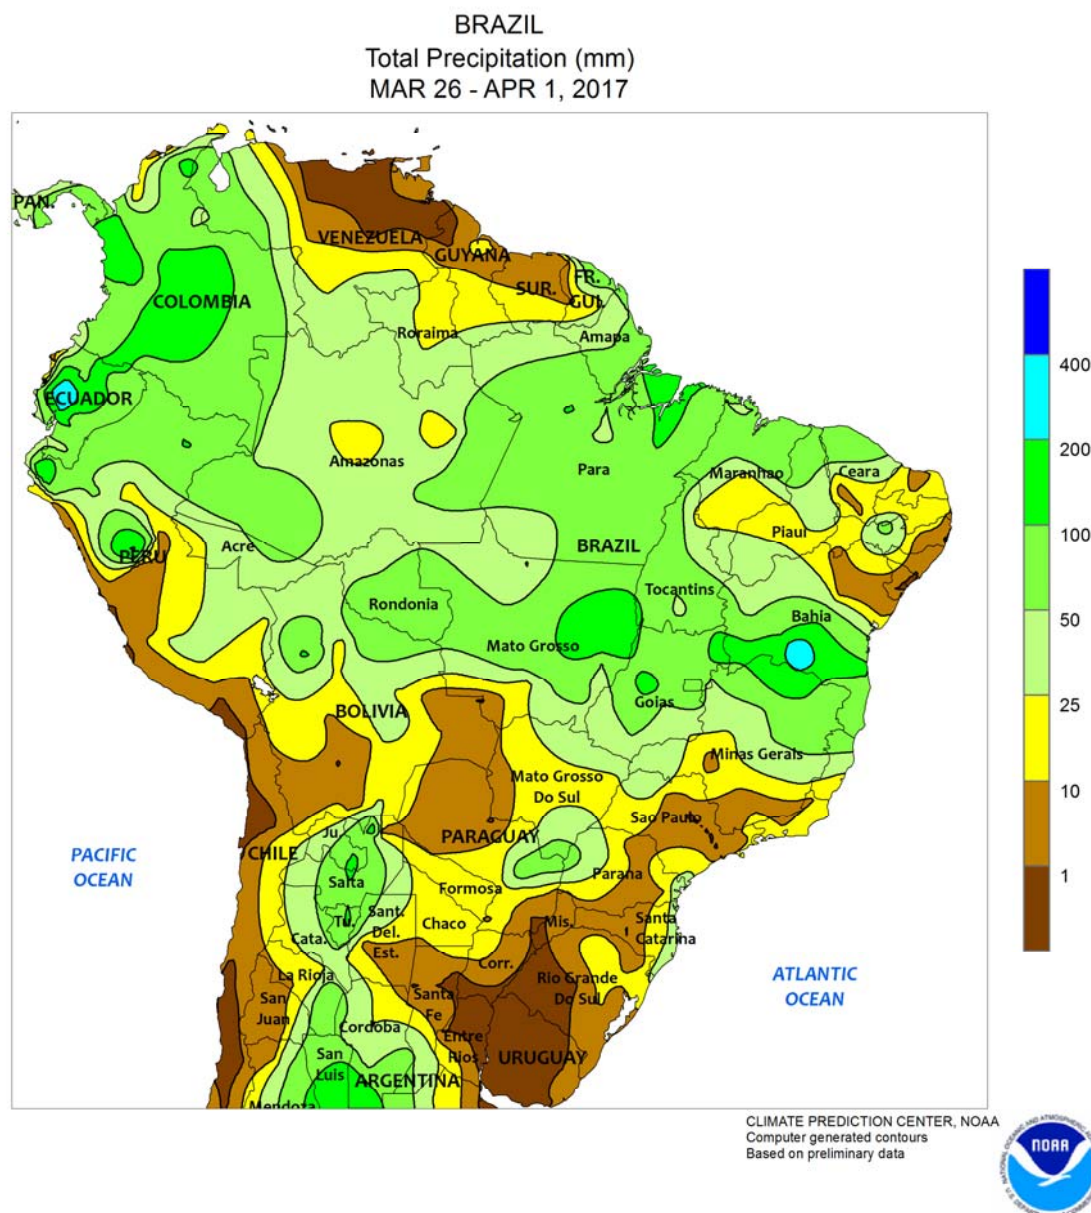 BRAZIL
Total Precipitation (mm)
MAR 26 - APR 1, 2017
PAN.
VENEZUELA
GUYANA
COLOMBIA
SUR.
FR.
GUI.
Roraima
Amapa
ECUADOR
Amazonas
Para
Maranhao
Ceara
Piaui
PERU
Acre
BRAZIL
Rondonia
Tocantins
Bahia
Mato Grosso
Goias
BOLIVIA
Minas Gerais
Mato Grosso
Do Sul
Sao Paulo
Ju.
PARAGUAY
CHILE
PACIFIC
OCEAN
Salta
Formosa
Parana
Tu.
Sant.
Del.
Est.
Chaco
Mis.
Santa
Catarina
Cata.
Corr.
La Rioja
Rio Grande
Do Sul
ATLANTIC
OCEAN
San
Juan
Santa
Fe
Cordoba
Entre
Rios
URUGUAY
San
Luis
ARGENTINA
Mendoza
400
200
100
50
25
10
1
CLIMATE PREDICTION CENTER, NOAA
Computer generated contours
Based on preliminary data
NOAA